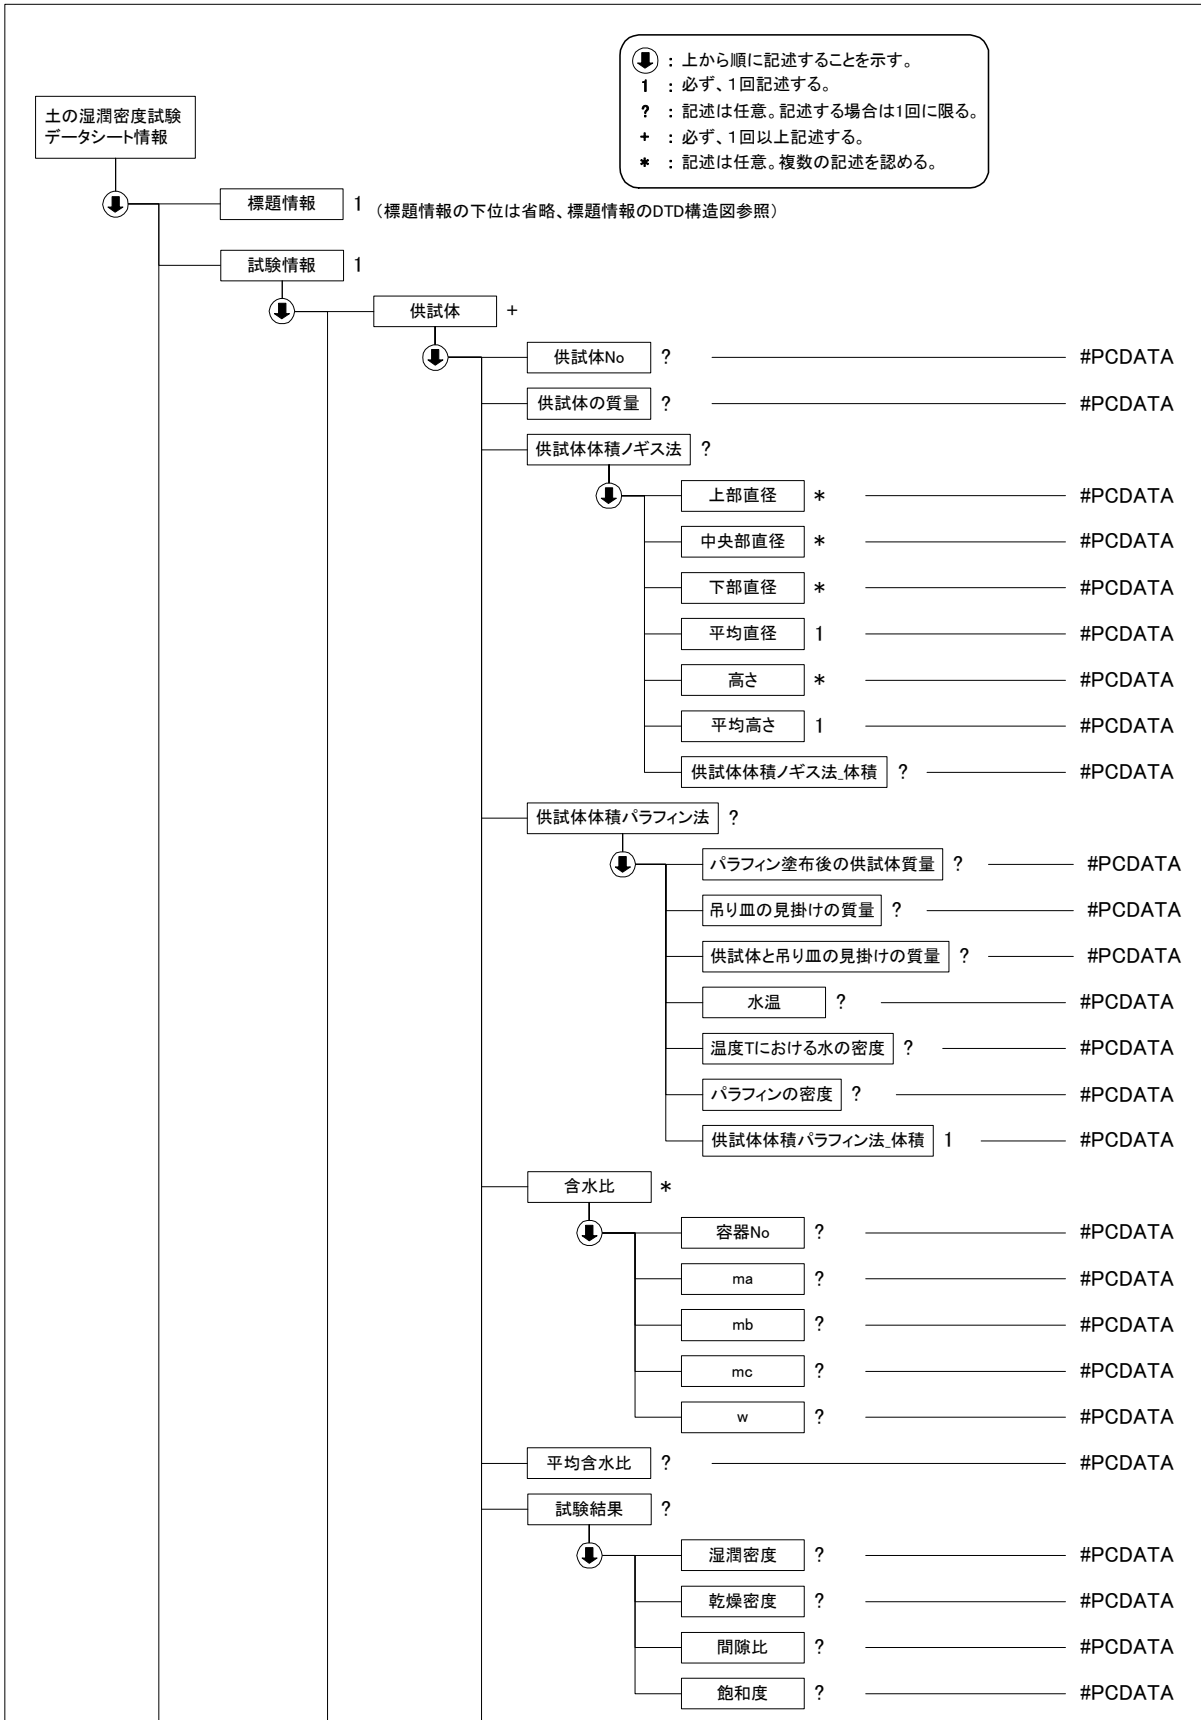 : 上から順に記述することを示す。
1 : 必ず、1回記述する。
? : 記述は任意。記述する場合は1回に限る。
+ : 必ず、1回以上記述する。
* : 記述は任意。複数の記述を認める。
土の湿潤密度試験
データシート情報
標題情報 1 (標題情報の下位は省略、標題情報のDTD構造図参照)
試験情報 1
供試体 +
供試体No ? #PCDATA
供試体の質量 ? #PCDATA
供試体体積ノギス法 ?
上部直径 * #PCDATA
中央部直径 * #PCDATA
下部直径 * #PCDATA
平均直径 1 #PCDATA
高さ * #PCDATA
平均高さ 1 #PCDATA
供試体体積ノギス法_体積 ? #PCDATA
供試体体積パラフィン法 ?
パラフィン塗布後の供試体質量 ? #PCDATA
吊り皿の見掛けの質量 ? #PCDATA
供試体と吊り皿の見掛けの質量 ? #PCDATA
水温 ? #PCDATA
温度Tにおける水の密度 ? #PCDATA
パラフィンの密度 ? #PCDATA
供試体体積パラフィン法_体積 1 #PCDATA
含水比 *
容器No ? #PCDATA
ma ? #PCDATA
mb ? #PCDATA
mc ? #PCDATA
w ? #PCDATA
平均含水比 ? #PCDATA
試験結果 ?
湿潤密度 ? #PCDATA
乾燥密度 ? #PCDATA
間隙比 ? #PCDATA
飽和度 ? #PCDATA